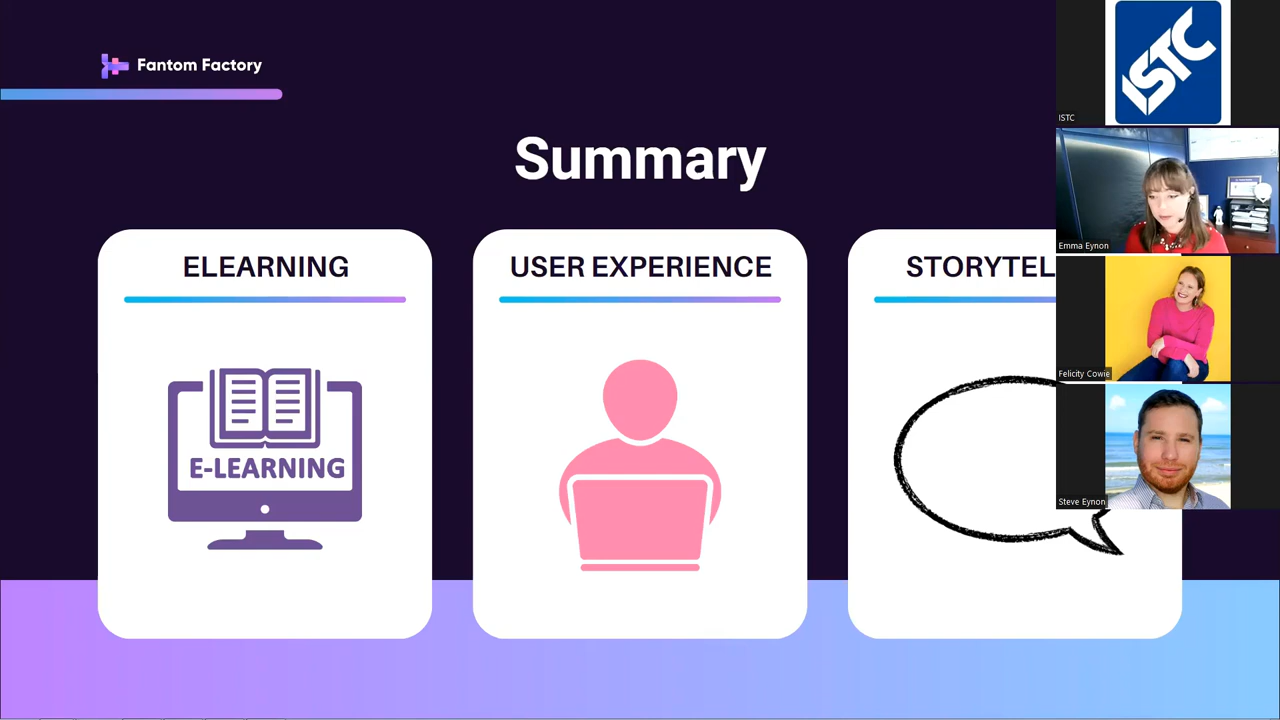 Fantom Factory
Summary
ELEARNING
USER EXPERIENCE
STORYTEL
E-LEARNING
ISTC
ISTC
Emma Eynon
Felicity Cowie
Steve Eynon